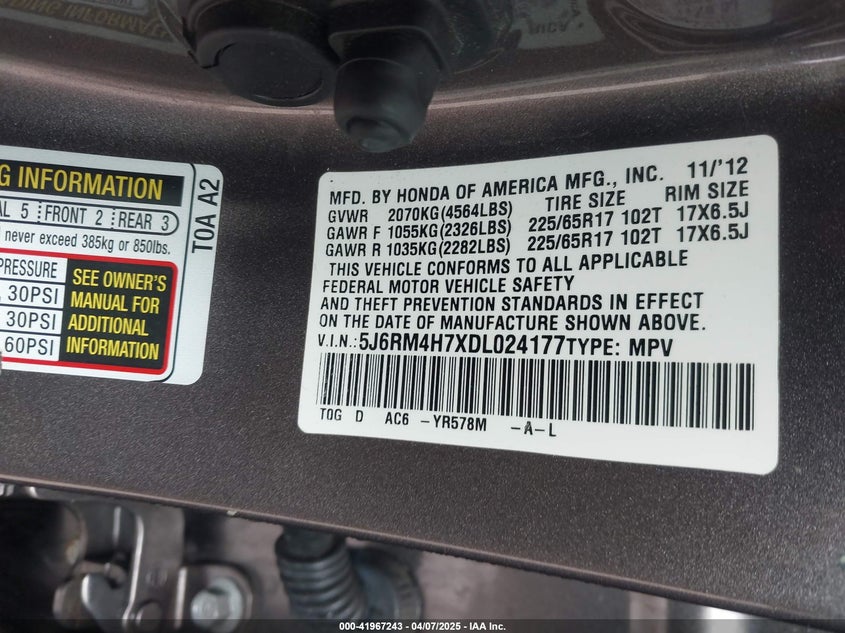 G INFORMATION
AL 5 FRONT 2 REAR 3
never exceed 385kg or 850lbs.
PRESSURE
30PSI
30PSI
60PSI
SEE OWNER'S
MANUAL FOR
ADDITIONAL
INFORMATION
T0A A2
MFD. BY HONDA OF AMERICA MFG., INC. 11/'12
GVWR 2070KG(4564LBS) TIRE SIZE RIM SIZE
GAWR F 1055KG(2326LBS) 225/65R17 102T 17X6.5J
GAWR R 1035KG(2282LBS) 225/65R17 102T 17X6.5J
THIS VEHICLE CONFORMS TO ALL APPLICABLE
FEDERAL MOTOR VEHICLE SAFETY
AND THEFT PREVENTION STANDARDS IN EFFECT
ON THE DATE OF MANUFACTURE SHOWN ABOVE.
V.I.N.:5J6RM4H7XDL024177TYPE: MPV
T0G D AC6 -YR578M -A-L
000-41967243 - 04/07/2025 - IAA Inc.